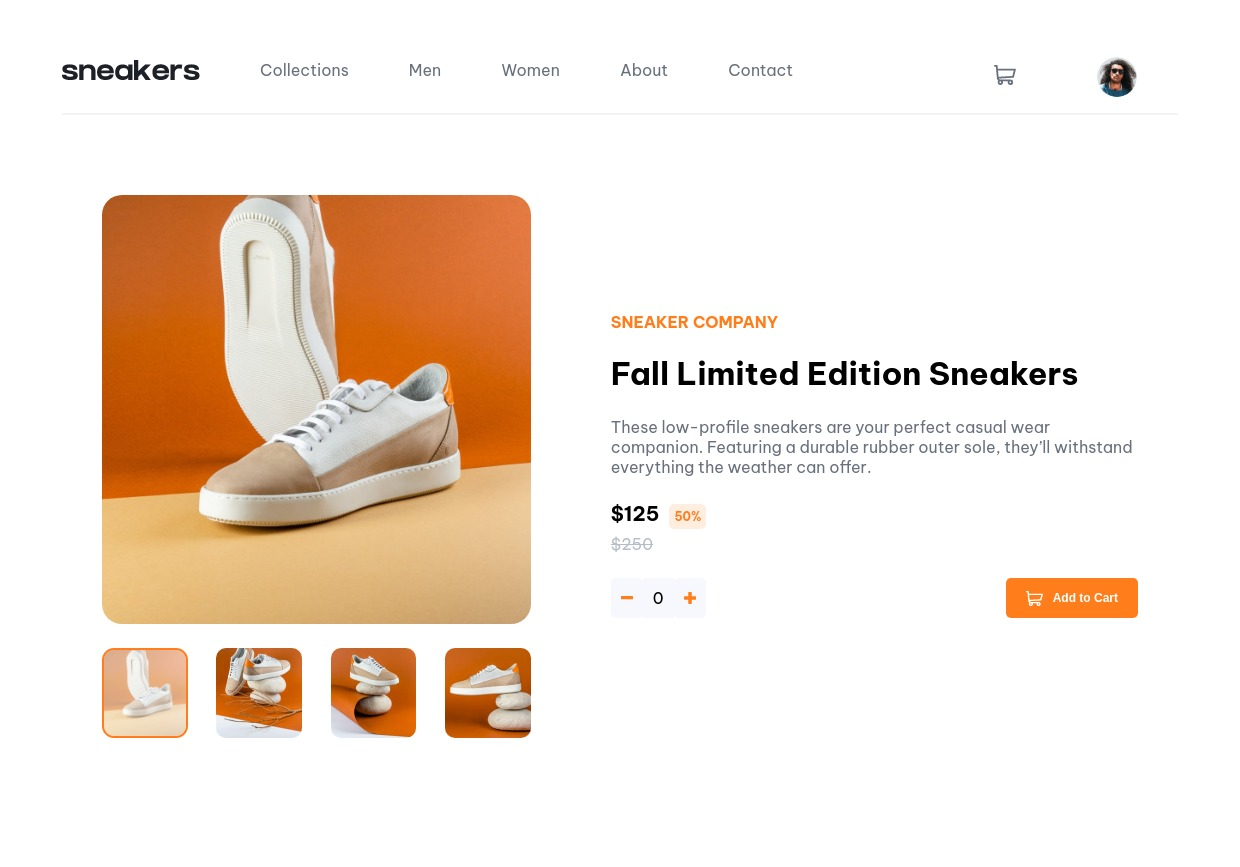 sneakers
Collections
Men
Women
About
Contact
SNEAKER COMPANY
Fall Limited Edition Sneakers
These low-profile sneakers are your perfect casual wear
companion. Featuring a durable rubber outer sole, they’ll withstand
everything the weather can offer.
$125 50%
$250
0
Add to Cart